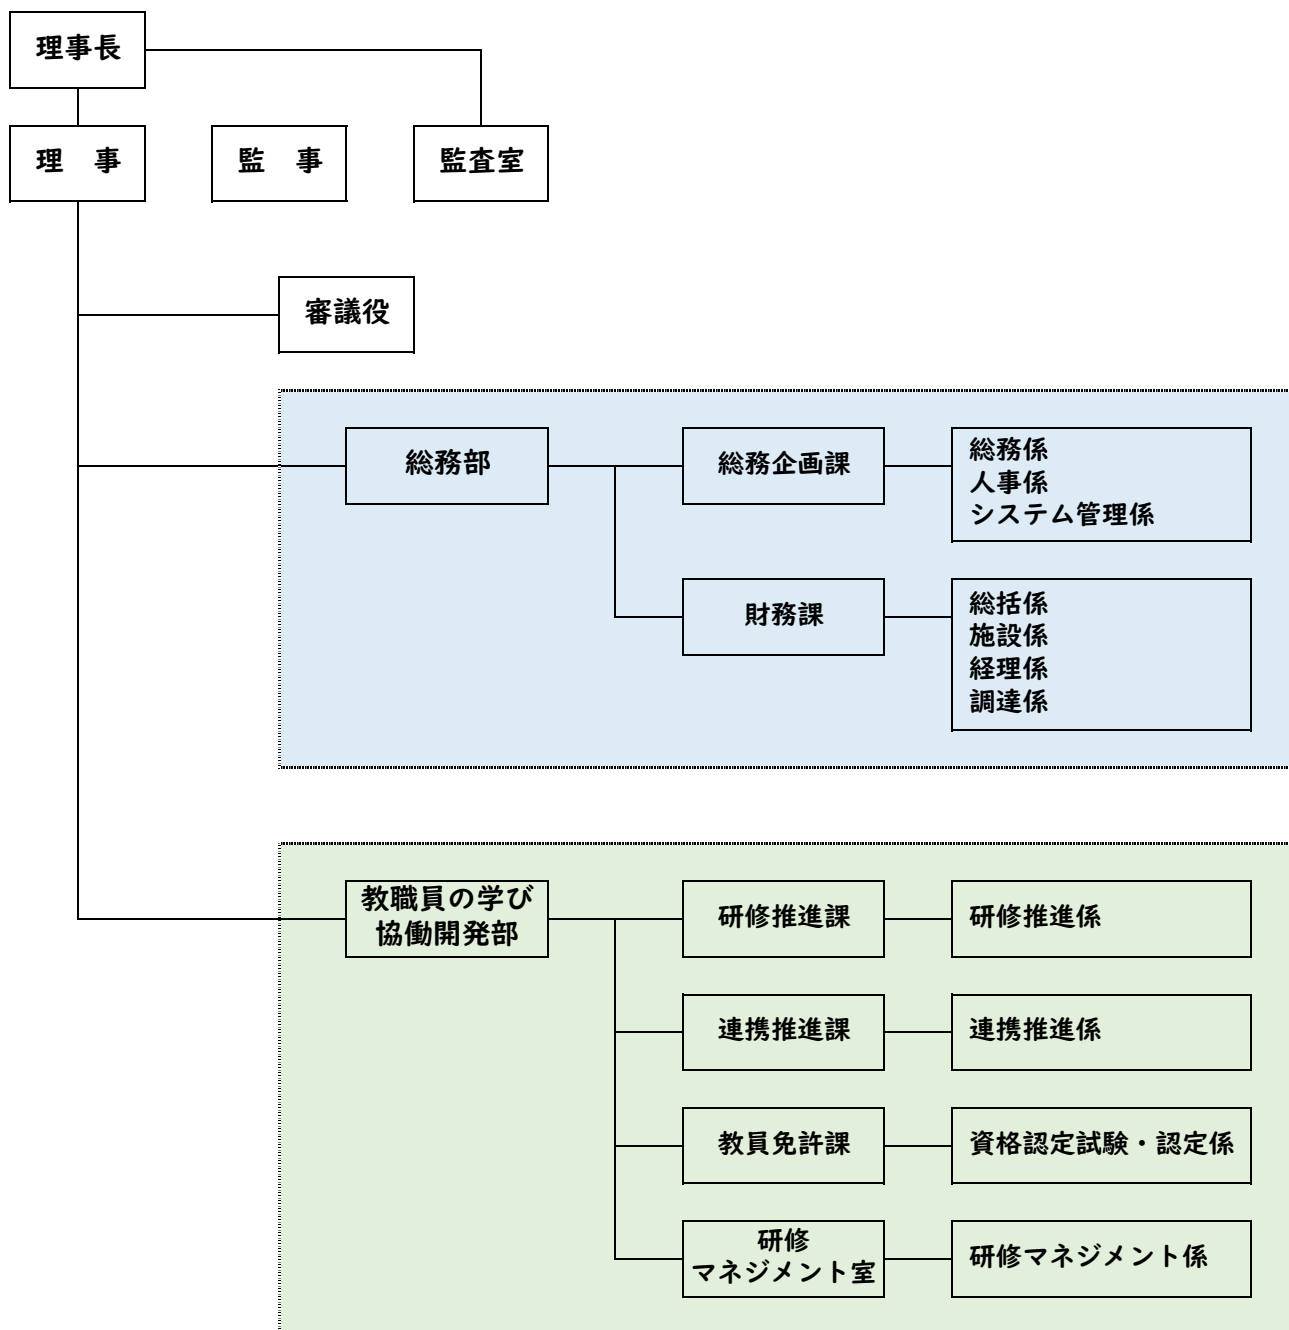 理事長
理　事
監　事
監査室
審議役
総務部
総務企画課
総務係
人事係
システム管理係
財務課
総括係
施設係
経理係
調達係
教職員の学び
協働開発部
研修推進課
研修推進係
連携推進課
連携推進係
教員免許課
資格認定試験・認定係
研修
マネジメント室
研修マネジメント係